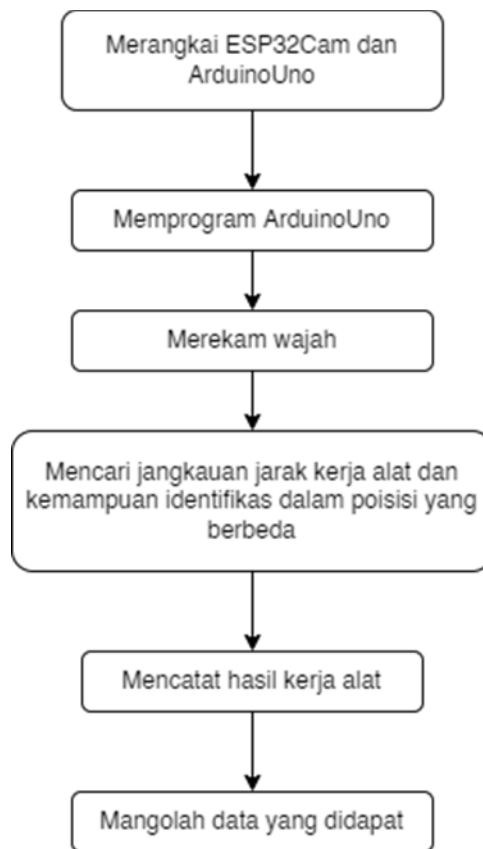 Merangkai ESP32Cam dan
ArduinoUno
Memprogram ArduinoUno
Merekam wajah
Mencari jangkauan jarak kerja alat dan
kemampuan identifikas dalam poisisi yang
berbeda
Mencatat hasil kerja alat
Mangolah data yang didapat